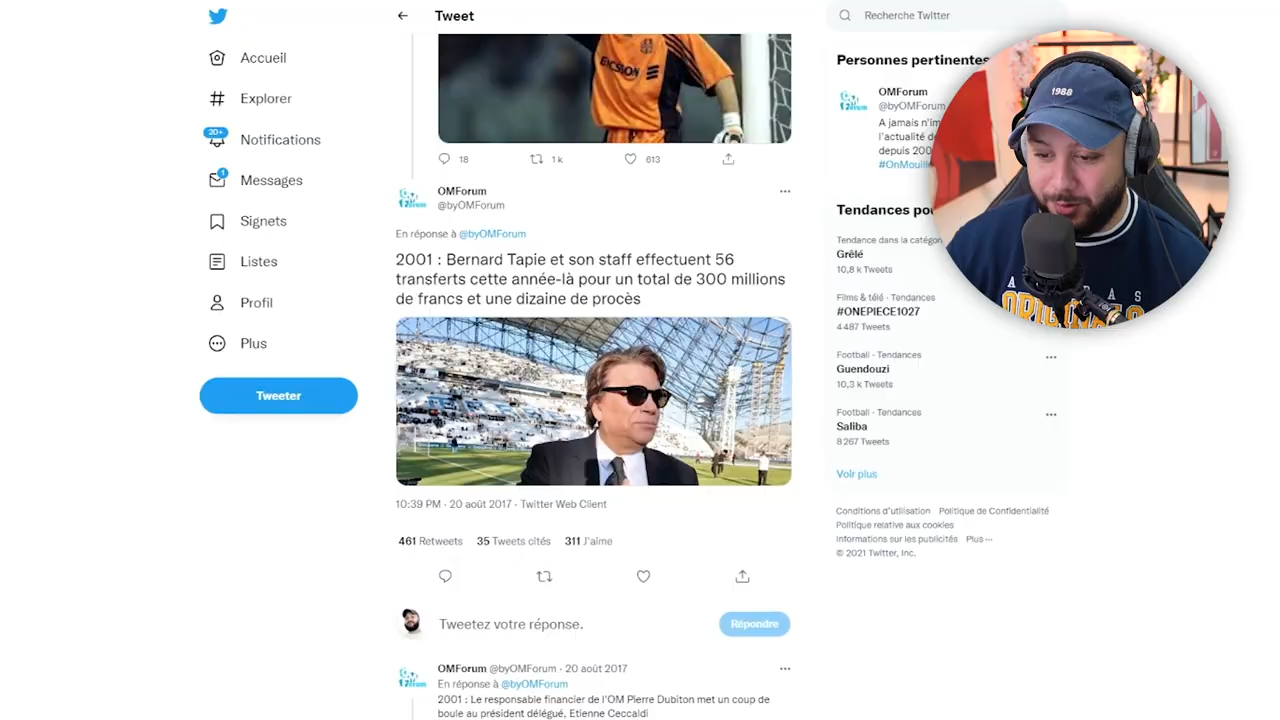 Tweet
Recherche Twitter
Accueil
Explorer
20+
Notifications
1
Messages
Signets
Listes
Profil
Plus
Tweeter
ERICSSON
18
1 k
613
OMForum
@byOMForum
En réponse à @byOMForum
2001 : Bernard Tapie et son staff effectuent 56
transferts cette année-là pour un total de 300 millions
de francs et une dizaine de procès
10:39 PM · 20 août 2017 · Twitter Web Client
461 Retweets 35 Tweets cités 311 J'aime
Tweetez votre réponse.
Répondre
OMForum @byOMForum · 20 août 2017
En réponse à @byOMForum
2001 : Le responsable financier de l'OM Pierre Dubiton met un coup de
boule au président délégué, Etienne Ceccaldi
Personnes pertinentes
OMForum
@byOMForum
A jamais
l'actualité
depuis
Tendances
Tendance dans la
Grêlé
10,8 k Tweets
Films & télé · Tendances
#ONEPIECE1027
4 487 Tweets
Football · Tendances
Guendouzi
10,3 k Tweets
Football · Tendances
Saliba
8 267 Tweets
Voir plus
Conditions d'utilisation Politique de Confidentialité
Politique relative aux cookies
Informations sur les publicités Plus ···
© 2021 Twitter, Inc.
1988